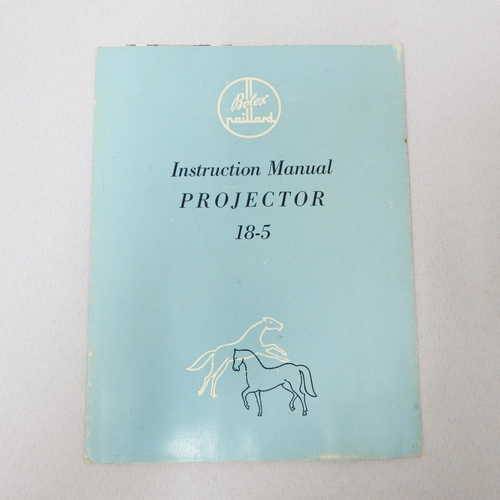 Bolex
paillard
Instruction Manual
PROJECTOR
18-5